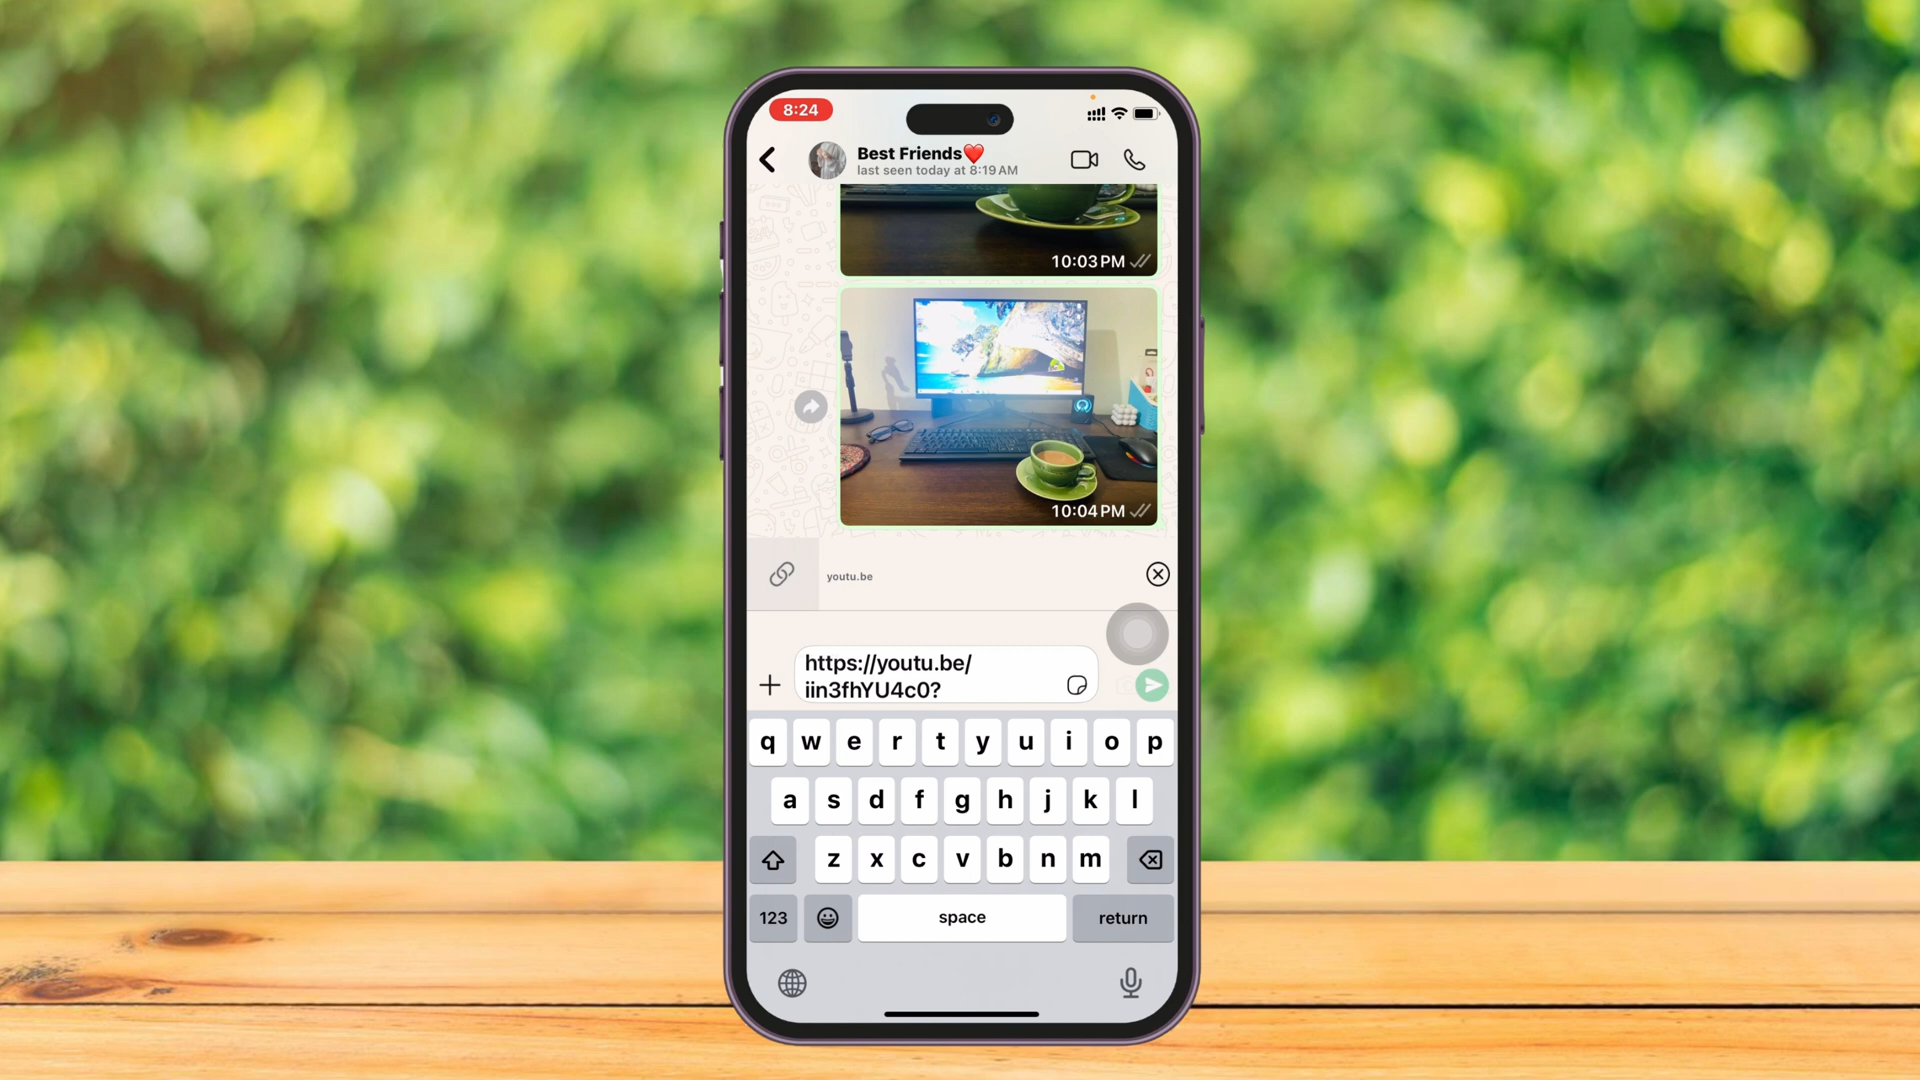 8:24
Best Friends❤️
last seen today at 8:19 AM
10:03 PM
10:04 PM
youtu.be
https://youtu.be/
iin3fhYU4c0?
q w e r t y u i o p
a s d f g h j k l
z x c v b n m
123 space return